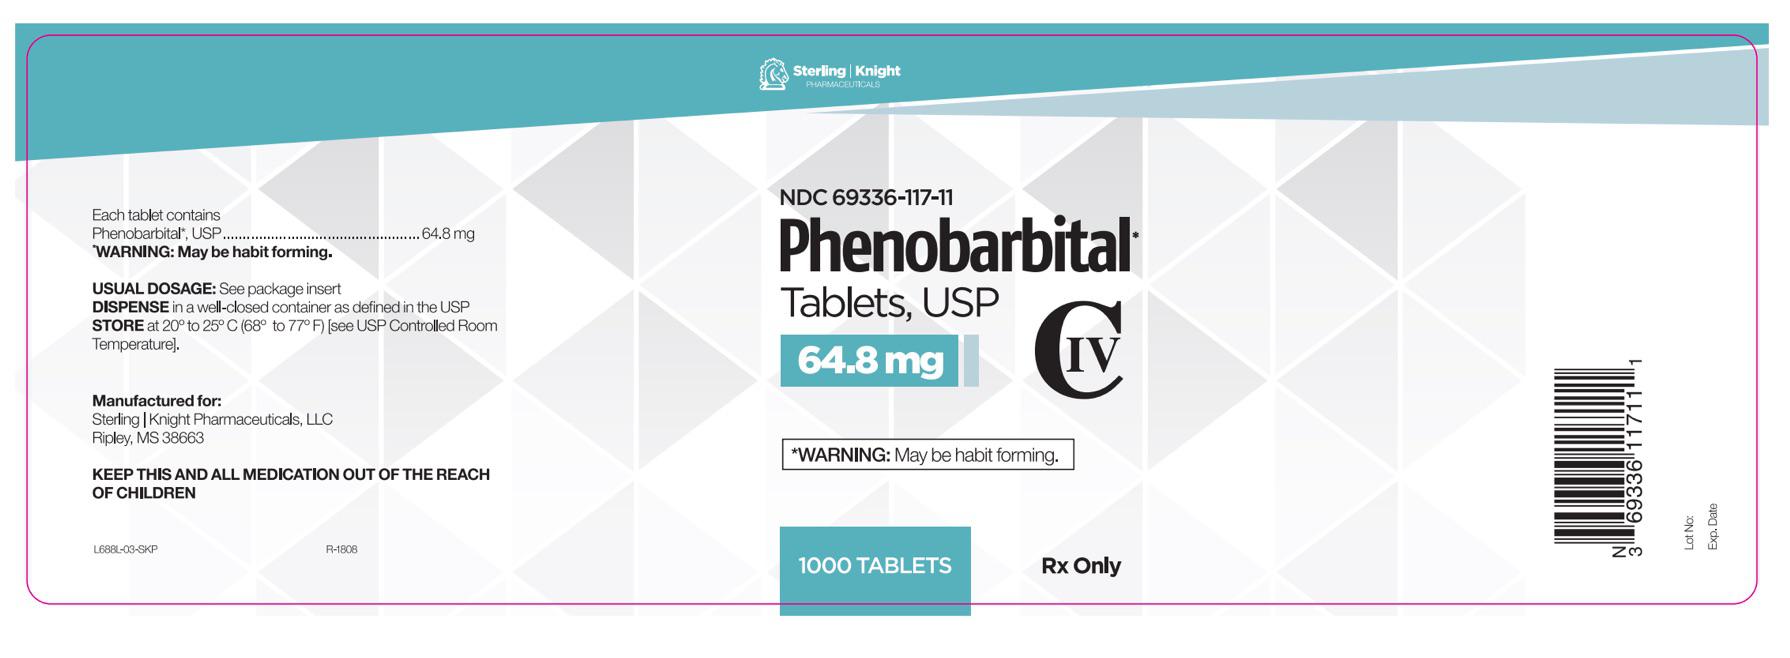 Sterling | Knight
PHARMACEUTICALS
Each tablet contains
Phenobarbital*, USP................................................64.8 mg
*WARNING: May be habit forming.
USUAL DOSAGE: See package insert
DISPENSE in a well-closed container as defined in the USP
STORE at 20º to 25º C (68º to 77º F) [see USP Controlled Room
Temperature].
Manufactured for:
Sterling | Knight Pharmaceuticals, LLC
Ripley, MS 38663
KEEP THIS AND ALL MEDICATION OUT OF THE REACH
OF CHILDREN
L688L-03-SKP R-1808
NDC 69336-117-11
Phenobarbital*
Tablets, USP
64.8 mg
CIV
*WARNING: May be habit forming.
1000 TABLETS
Rx Only
N
3 69336 11711 1
Lot No:
Exp. Date